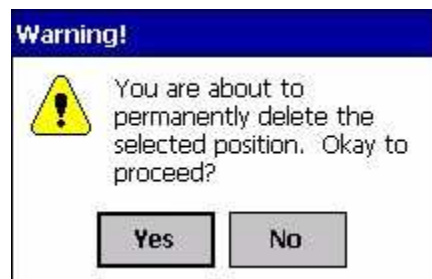 Warning!
You are about to
permanently delete the
selected position.  Okay to
proceed?
Yes No